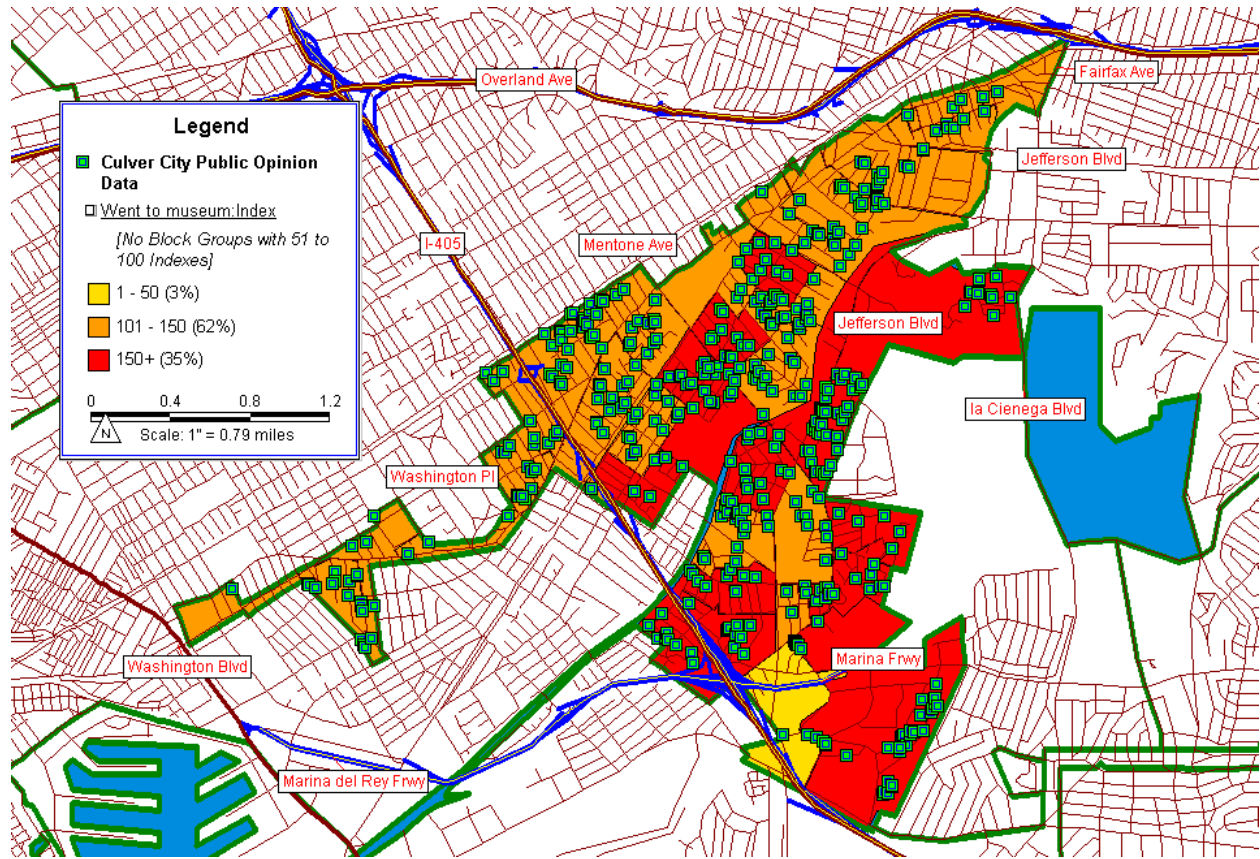 Overland Ave
Fairfax Ave
Legend
Culver City Public Opinion
Data
Went to museum:Index
[No Block Groups with 51 to
100 Indexes]
1 - 50 (3%)
101 - 150 (62%)
150+ (35%)
0 0.4 0.8 1.2
N
Scale: 1" = 0.79 miles
Jefferson Blvd
I-405
Mentone Ave
Jefferson Blvd
la Cienega Blvd
Washington Pl
Washington Blvd
Marina Frwy
Marina del Rey Frwy